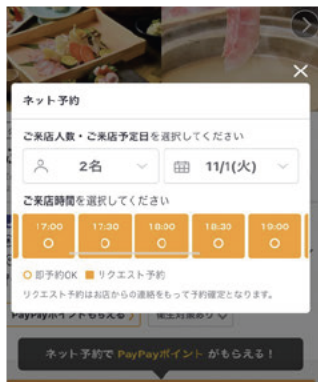 ネット予約
ご来店人数・ご来店予定日を選択してください
2名
11/1(火)
ご来店時間を選択してください
17:00 17:30 18:00 18:30 19:00
即予約OK リクエスト予約
リクエスト予約はお店からの連絡をもって予約確定となります。
PayPayポイントもらえる 衛生対策あり
ネット予約で PayPayポイント がもらえる！